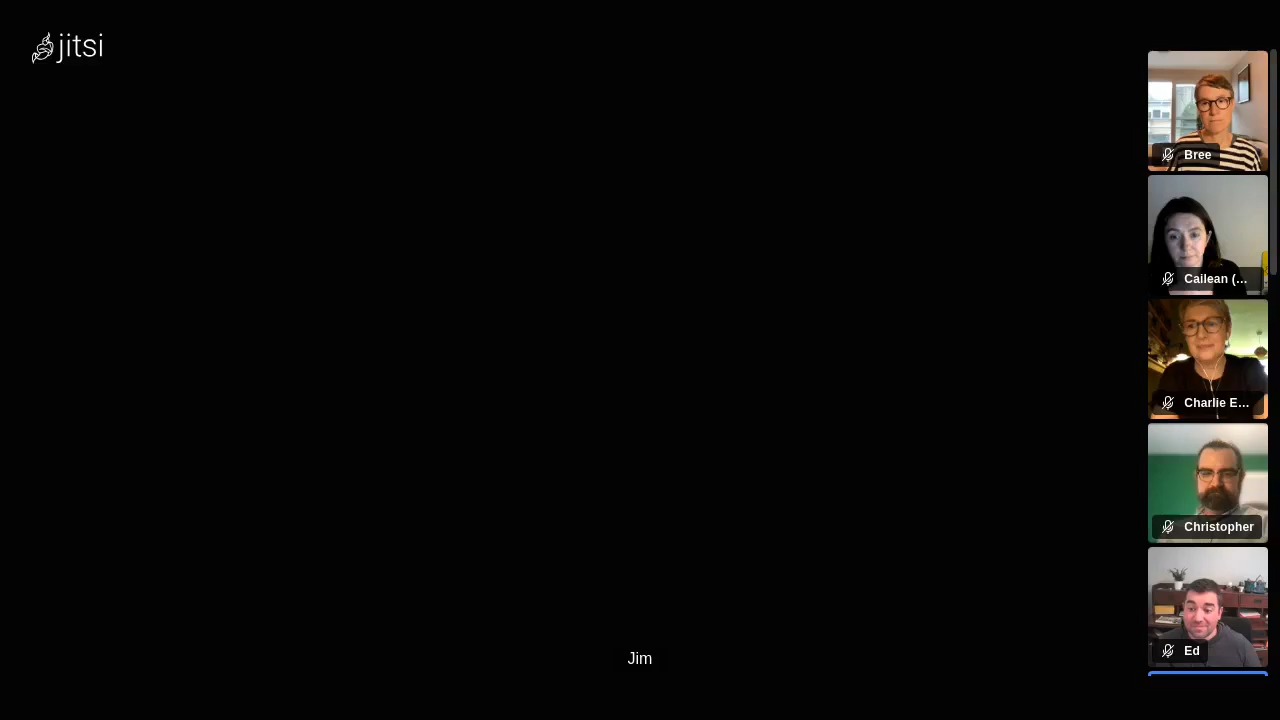 jitsi
Bree
Cailean (...
Charlie E...
Christopher
Ed
Jim